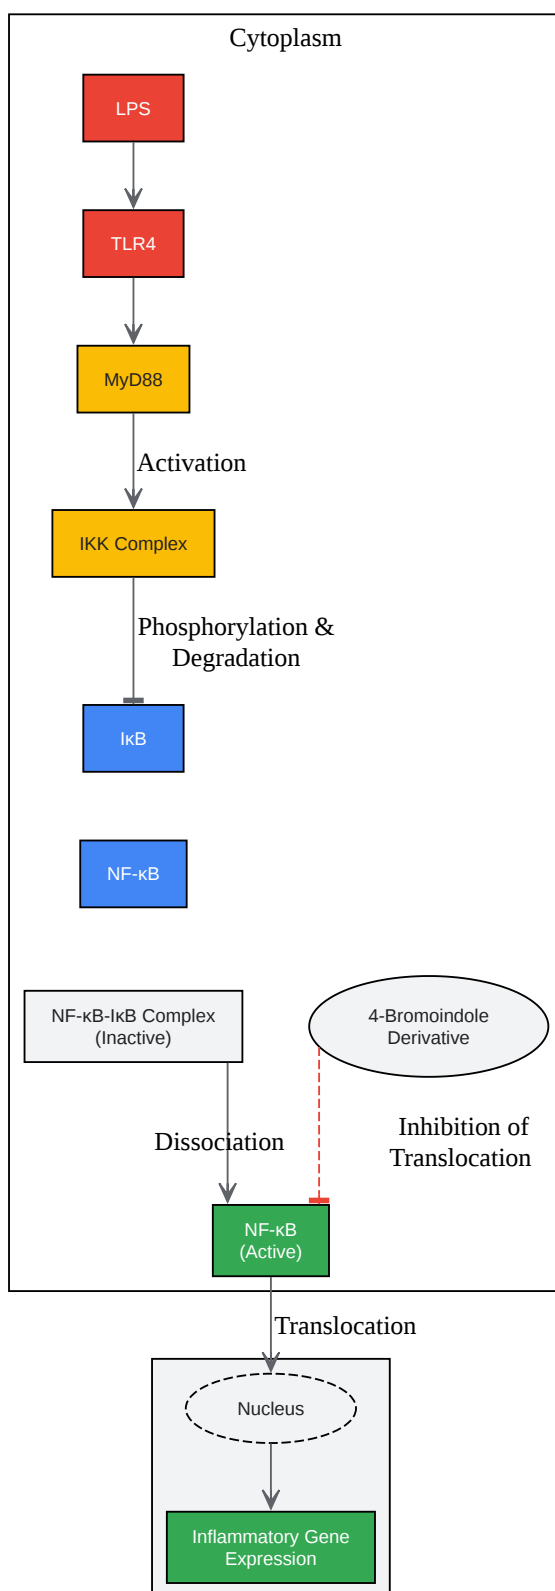 Cytoplasm
LPS
TLR4
MyD88
Activation
IKK Complex
Phosphorylation &
Degradation
IκB
NF-κB
NF-κB-IκB Complex
(Inactive)
4-Bromoindole
Derivative
Dissociation
Inhibition of
Translocation
NF-κB
(Active)
Translocation
Nucleus
Inflammatory Gene
Expression